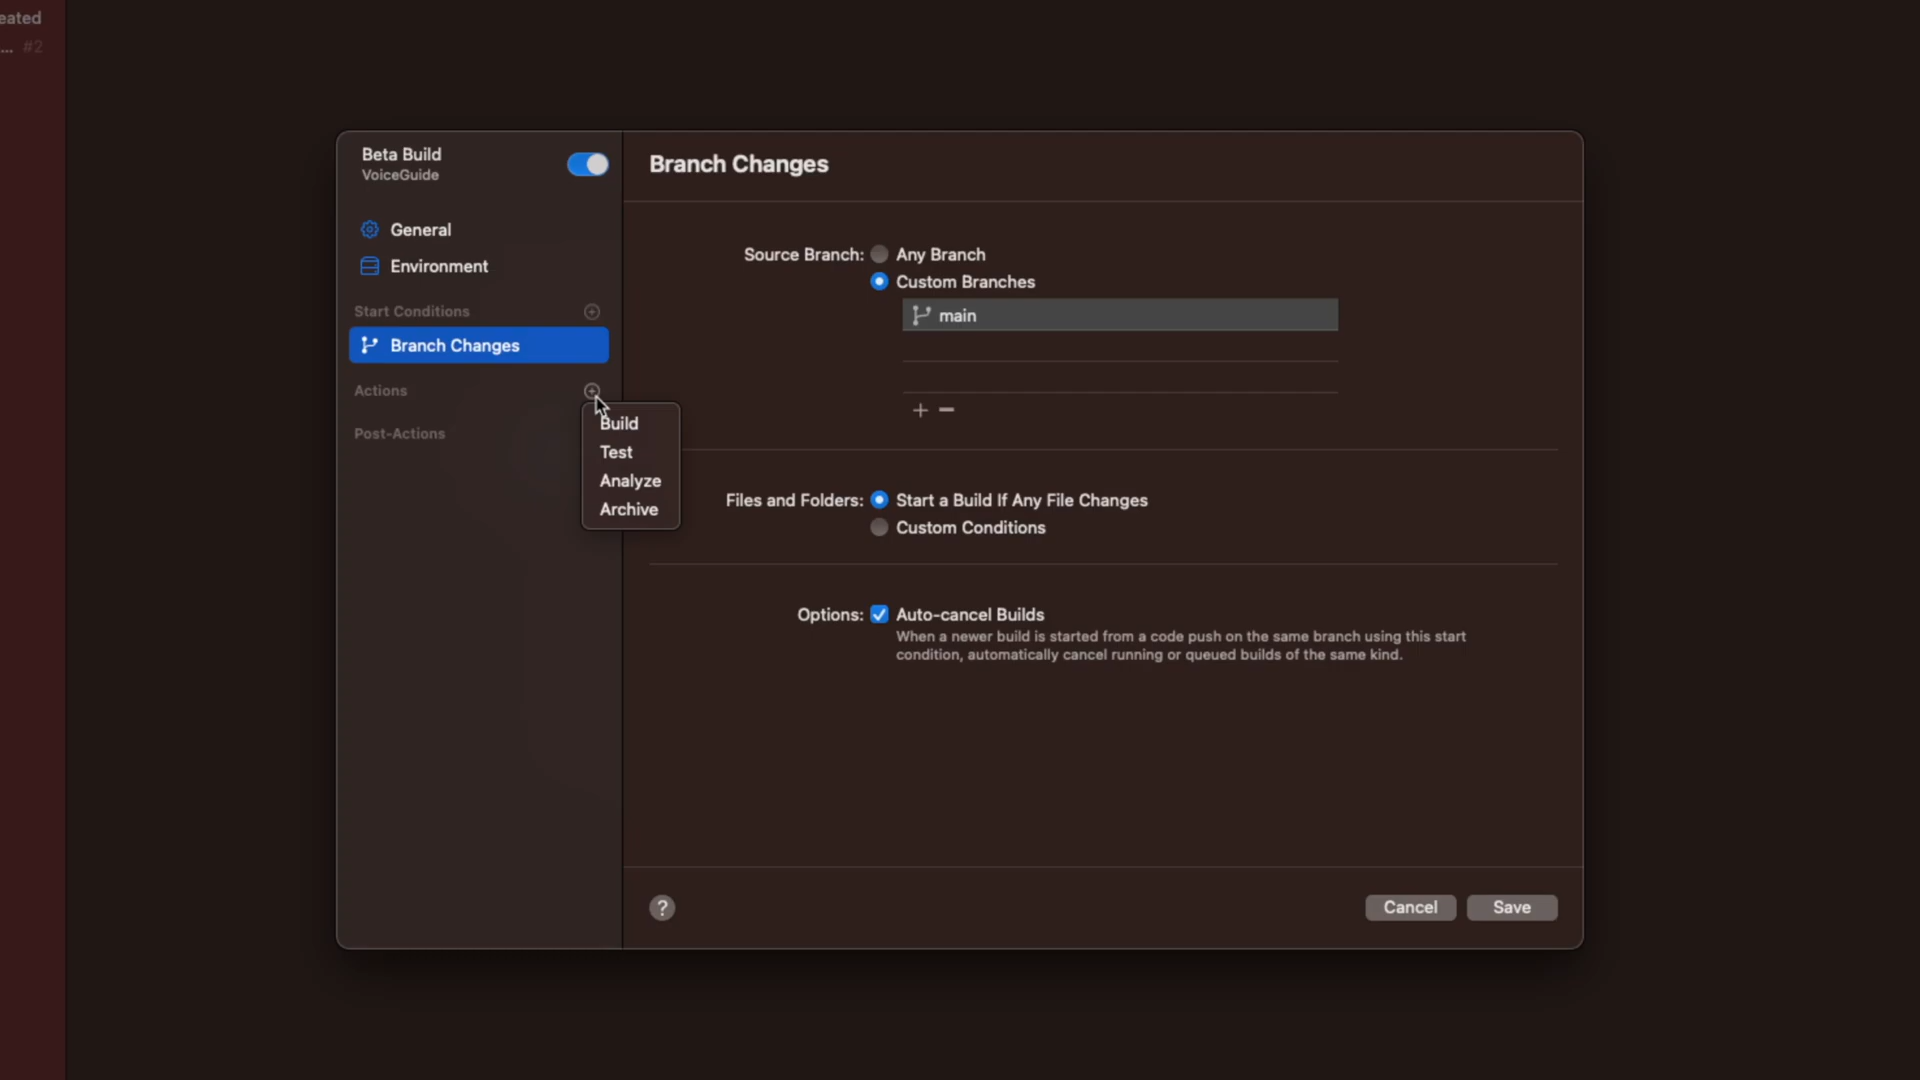 eated
... #2
Beta Build
VoiceGuide
General
Environment
Start Conditions
Branch Changes
Actions
Post-Actions
Build
Test
Analyze
Archive
Branch Changes
Source Branch:
Any Branch
Custom Branches
main
Files and Folders:
Start a Build If Any File Changes
Custom Conditions
Options:
Auto-cancel Builds
When a newer build is started from a code push on the same branch using this start
condition, automatically cancel running or queued builds of the same kind.
?
Cancel
Save